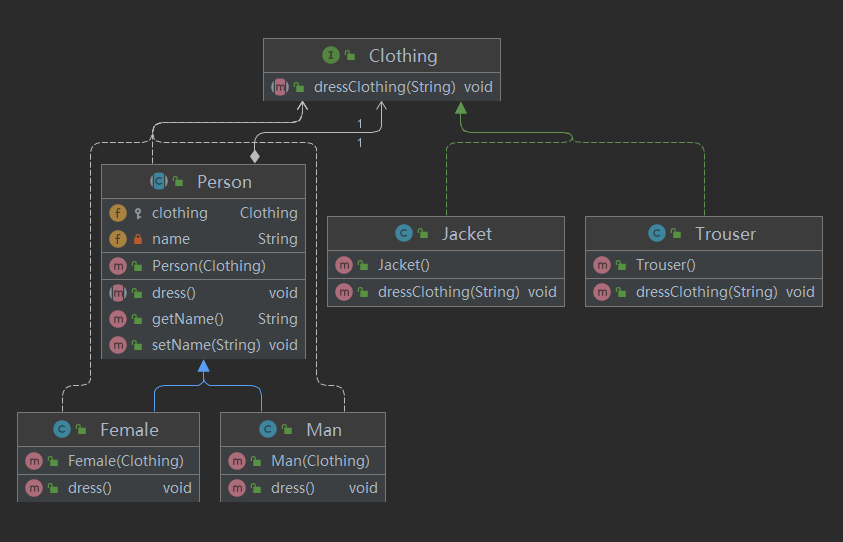 Clothing
dressClothing(String) void
1
1
Person
clothing Clothing
name String
Person(Clothing)
dress() void
getName() String
setName(String) void
Jacket
Jacket()
dressClothing(String) void
Trouser
Trouser()
dressClothing(String) void
Female
Female(Clothing)
dress() void
Man
Man(Clothing)
dress() void